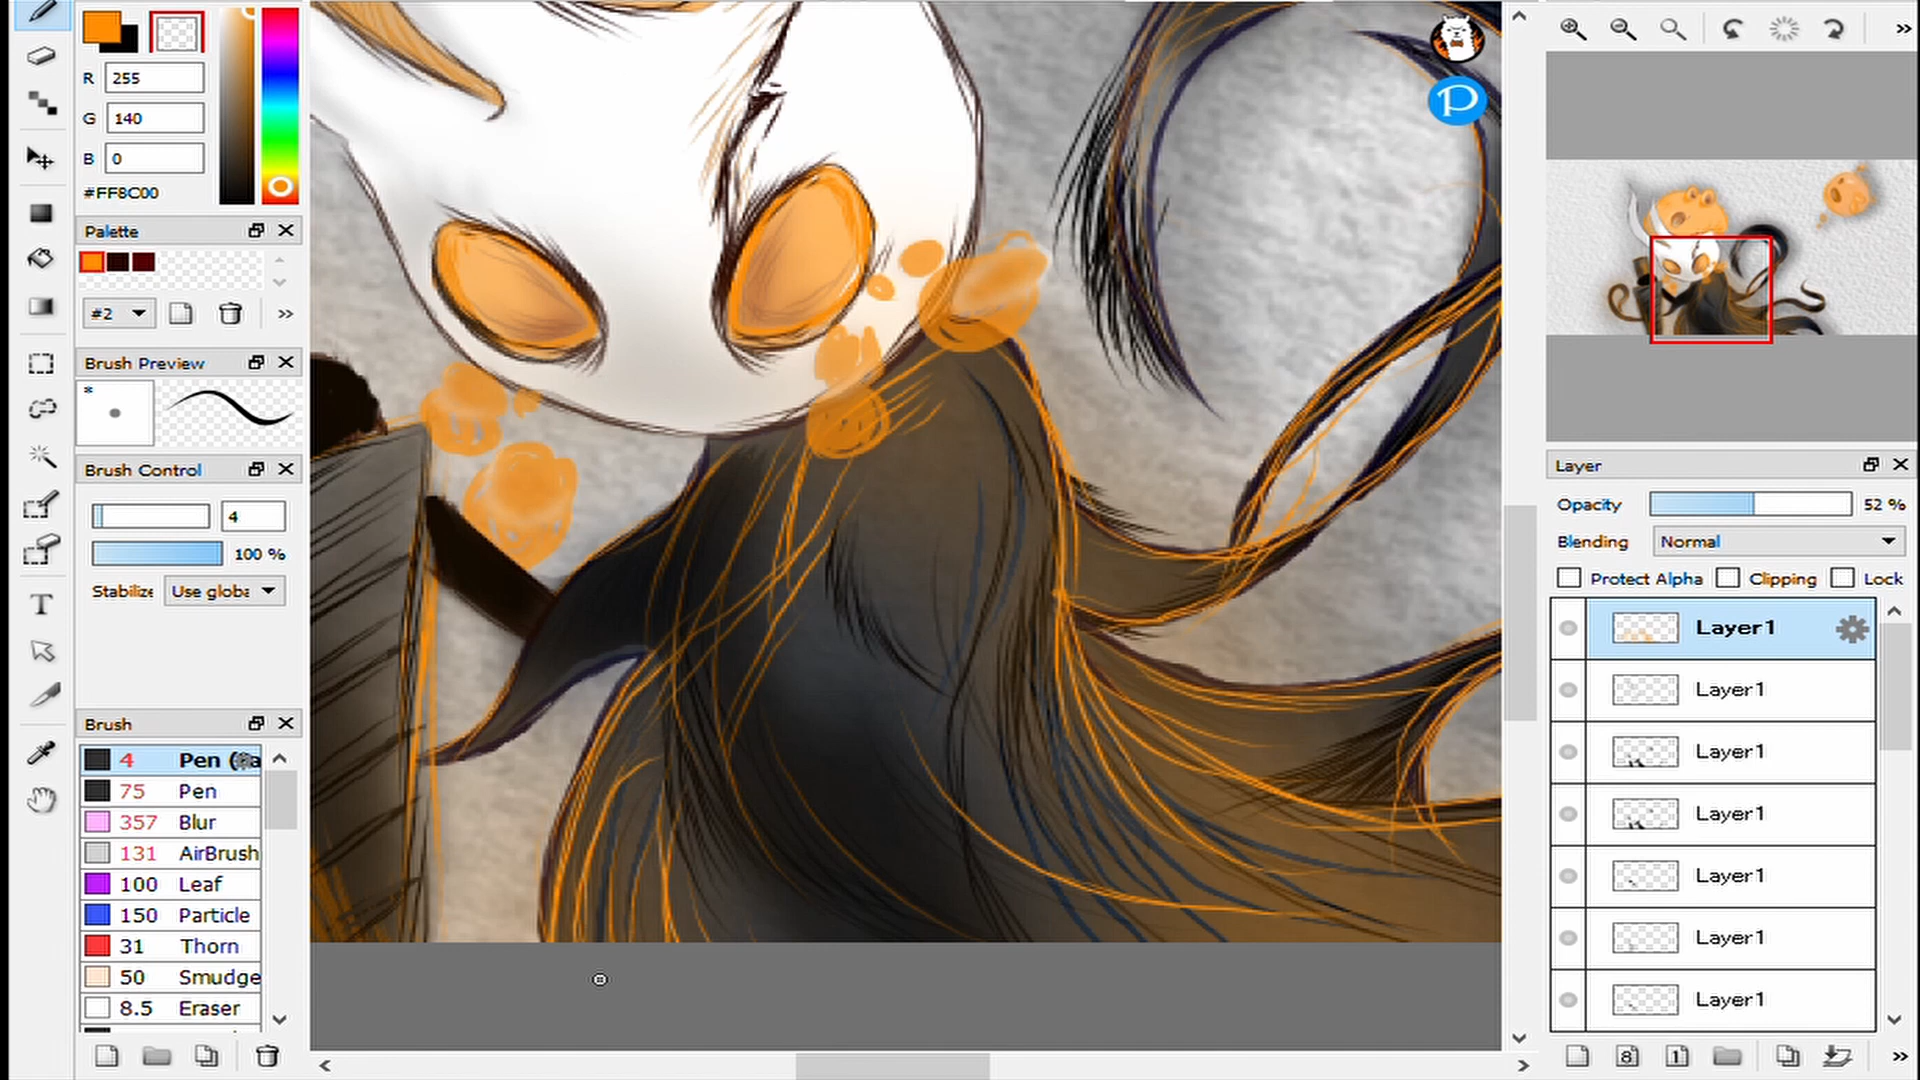 R 255
G 140
B 0
#FF8C00
Palette
#2
Brush Preview
*
Brush Control
4
100 %
Use globa
Brush
4 Pen (
75 Pen
357 Blur
131 AirBrush
100 Leaf
150 Particle
31 Thorn
50 Smudge
8.5 Eraser
P
Layer
Opacity 52 %
Blending Normal
Protect Alpha Clipping Lock
Layer1
Layer1
Layer1
Layer1
Layer1
Layer1
Layer1
8 1
T